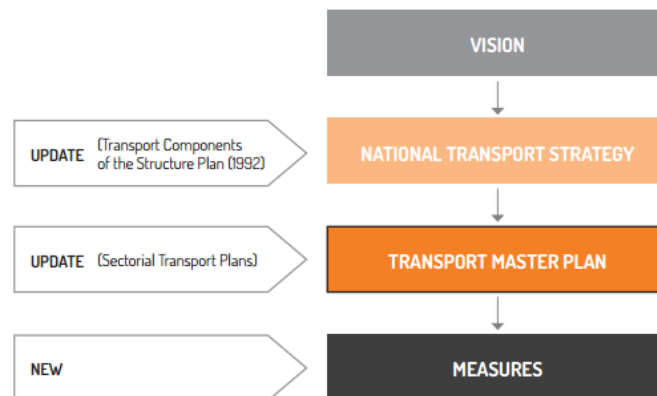 VISION
UPDATE (Transport Components
of the Structure Plan (1992)
NATIONAL TRANSPORT STRATEGY
UPDATE (Sectorial Transport Plans)
TRANSPORT MASTER PLAN
NEW
MEASURES